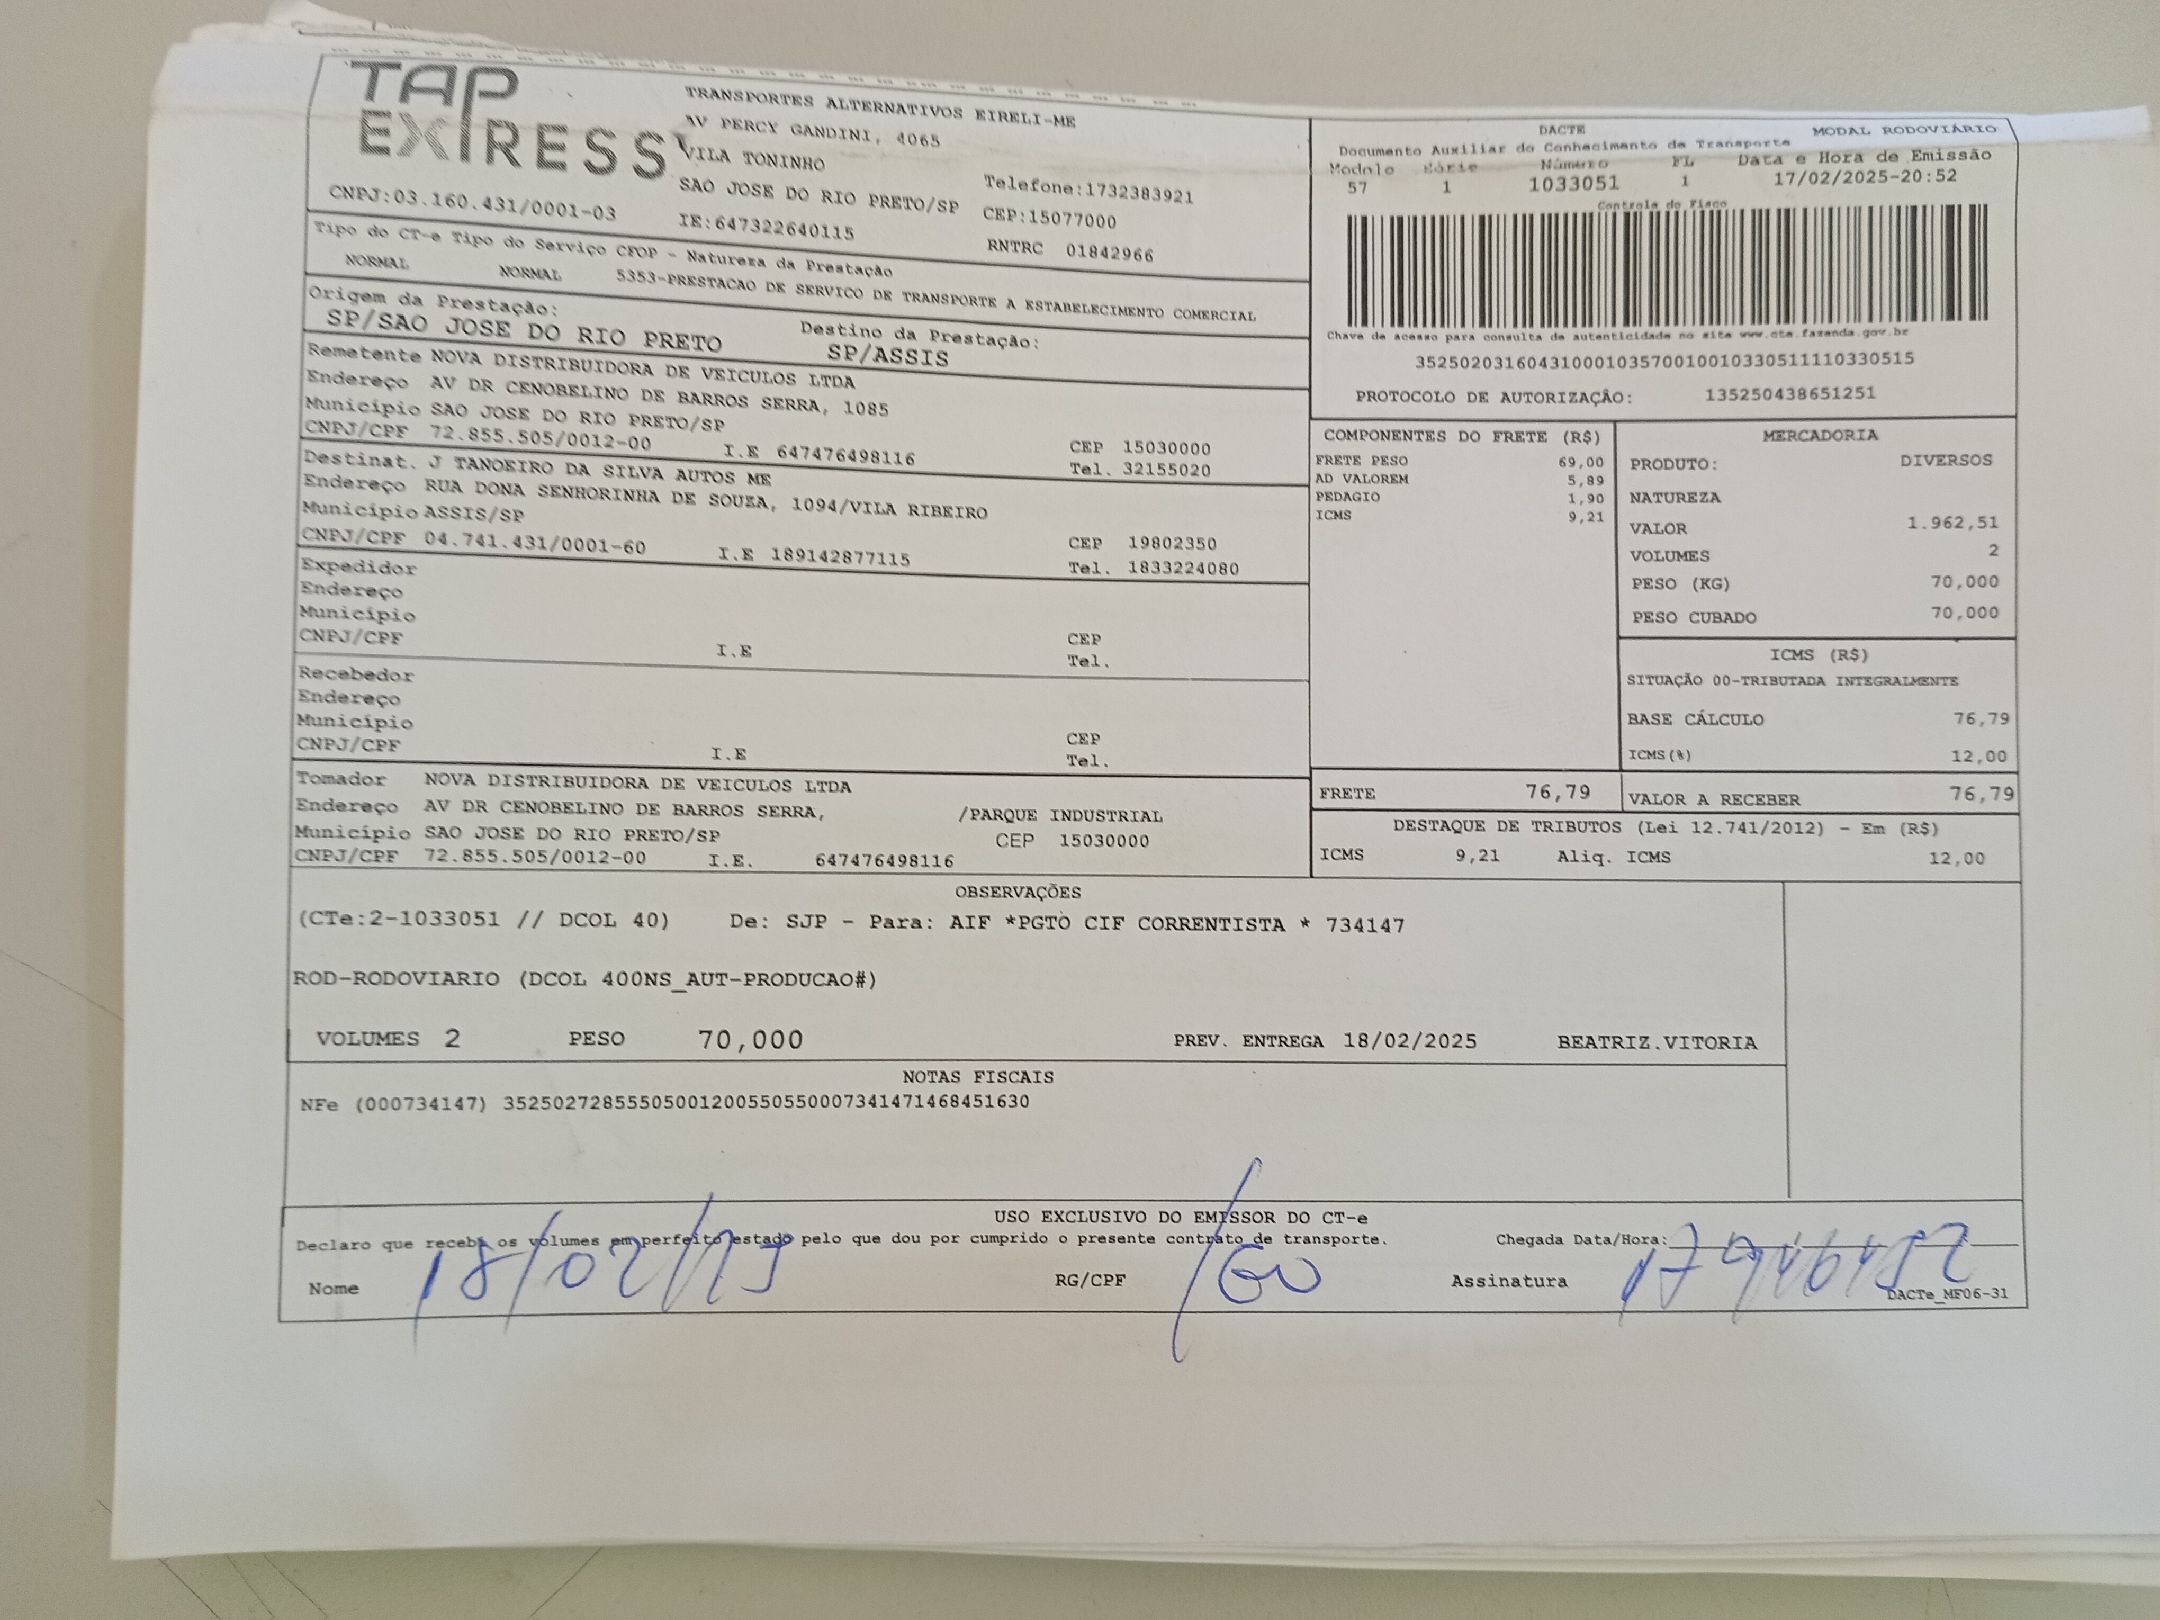 TAP EXPRESS
TRANSPORTES ALTERNATIVOS EIRELI-ME
AV PERCY GANDINI, 4065
VILA TONINHO
SAO JOSE DO RIO PRETO/SP
Telefone:1732383921
CEP:15077000
CNPJ:03.160.431/0001-03
IE:647322640115
RNTRC 01842966
Tipo do CT-e Tipo do Serviço CFOP - Natureza da Prestação
NORMAL NORMAL 5353-PRESTACAO DE SERVICO DE TRANSPORTE A ESTABELECIMENTO COMERCIAL
Origem da Prestação:
SP/SAO JOSE DO RIO PRETO
Destino da Prestação:
SP/ASSIS
Remetente NOVA DISTRIBUIDORA DE VEICULOS LTDA
Endereço AV DR CENOBELINO DE BARROS SERRA, 1085
Município SAO JOSE DO RIO PRETO/SP CEP 15030000
CNPJ/CPF 72.855.505/0012-00 I.E 647476498116 Tel. 32155020
Destinat. J TANOEIRO DA SILVA AUTOS ME
Endereço RUA DONA SENHORINHA DE SOUZA, 1094/VILA RIBEIRO
Município ASSIS/SP CEP 19802350
CNPJ/CPF 04.741.431/0001-60 I.E 189142877115 Tel. 1833224080
Expedidor
Endereço
Município CEP
CNPJ/CPF I.E Tel.
Recebedor
Endereço
Município CEP
CNPJ/CPF I.E Tel.
Tomador NOVA DISTRIBUIDORA DE VEICULOS LTDA
Endereço AV DR CENOBELINO DE BARROS SERRA, /PARQUE INDUSTRIAL
Município SAO JOSE DO RIO PRETO/SP CEP 15030000
CNPJ/CPF 72.855.505/0012-00 I.E. 647476498116
DACTE MODAL RODOVIÁRIO
Documento Auxiliar do Conhecimento de Transporte
Modelo Série Número FL Data e Hora de Emissão
57 1 1033051 1 17/02/2025-20:52
Controle do Fisco
Chave de acesso para consulta de autenticidade no site www.cte.fazenda.gov.br
35250203160431000103570010010330511110330515
PROTOCOLO DE AUTORIZAÇÃO: 135250438651251
COMPONENTES DO FRETE (R$)
FRETE PESO 69,00
AD VALOREM 5,89
PEDAGIO 1,90
ICMS 9,21
MERCADORIA
PRODUTO: DIVERSOS
NATUREZA
VALOR 1.962,51
VOLUMES 2
PESO (KG) 70,000
PESO CUBADO 70,000
ICMS (R$)
SITUAÇÃO 00-TRIBUTADA INTEGRALMENTE
BASE CÁLCULO 76,79
ICMS(%) 12,00
FRETE 76,79
VALOR A RECEBER 76,79
DESTAQUE DE TRIBUTOS (Lei 12.741/2012) - Em (R$)
ICMS 9,21 Aliq. ICMS 12,00
OBSERVAÇÕES
(CTe:2-1033051 // DCOL 40) De: SJP - Para: AIF *PGTO CIF CORRENTISTA * 734147
ROD-RODOVIARIO (DCOL 400NS_AUT-PRODUCAO#)
VOLUMES 2 PESO 70,000 PREV. ENTREGA 18/02/2025 BEATRIZ.VITORIA
NOTAS FISCAIS
NFe (000734147) 35250272855505001200550550007341471468451630
USO EXCLUSIVO DO EMISSOR DO CT-e
Declaro que recebi os volumes em perfeito estado pelo que dou por cumprido o presente contrato de transporte. Chegada Data/Hora:
Nome 18/02/ RG/CPF Assinatura
DACTe_MF06-31